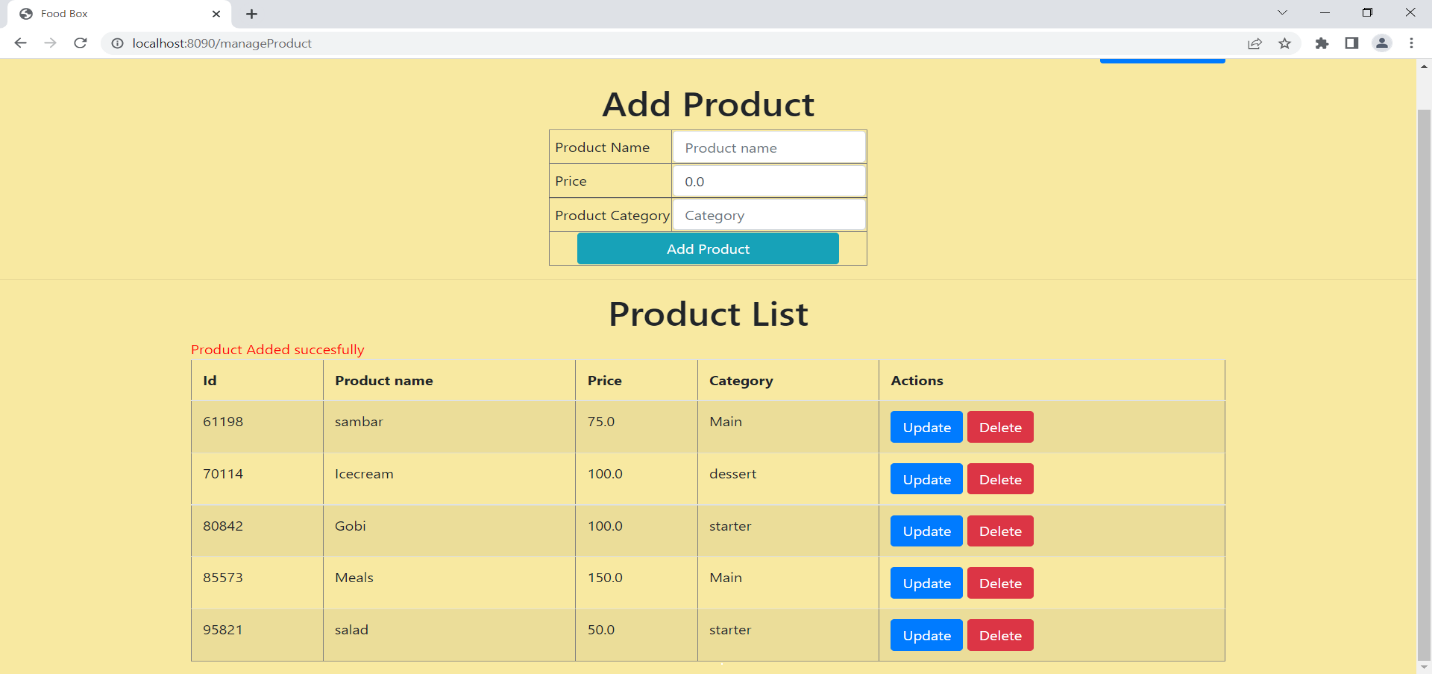 Food Box
localhost:8090/manageProduct
Add Product
Product Name Product name
Price 0.0
Product Category Category
Add Product
Product List
Product Added succesfully
Id Product name Price Category Actions
61198 sambar 75.0 Main Update Delete
70114 Icecream 100.0 dessert Update Delete
80842 Gobi 100.0 starter Update Delete
85573 Meals 150.0 Main Update Delete
95821 salad 50.0 starter Update Delete